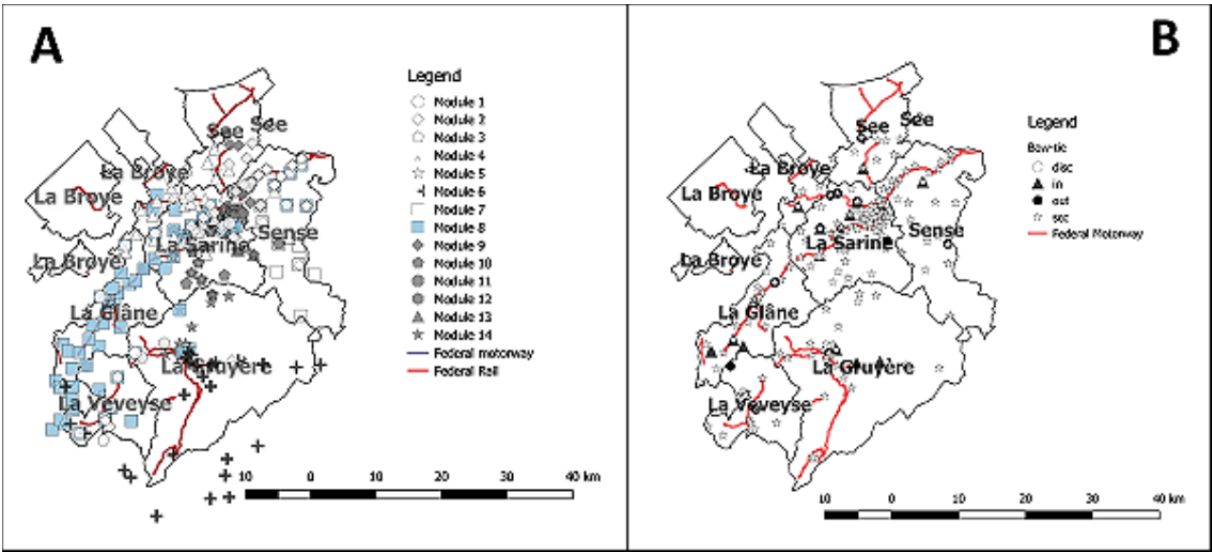 A
See See
La Broye
La Broye
La Sarine
Sense
La Broye
La Glâne
La Gruyère
La Veveyse
Legend
Nodule 1
Nodule 2
Nodule 3
Nodule 4
Nodule 5
Nodule 6
Nodule 7
Nodule 8
Nodule 9
Nodule 10
Nodule 11
Nodule 12
Nodule 13
Nodule 14
Federal motorway
Federal Rail
10 0 10 20 30 40 km
B
See See
La Broye
La Broye
La Sarine
Sense
La Broye
La Glâne
La Gruyère
La Veveyse
Legend
Bow-tie
disc
in
out
scc
Federal Motorway
10 0 10 20 30 40 km